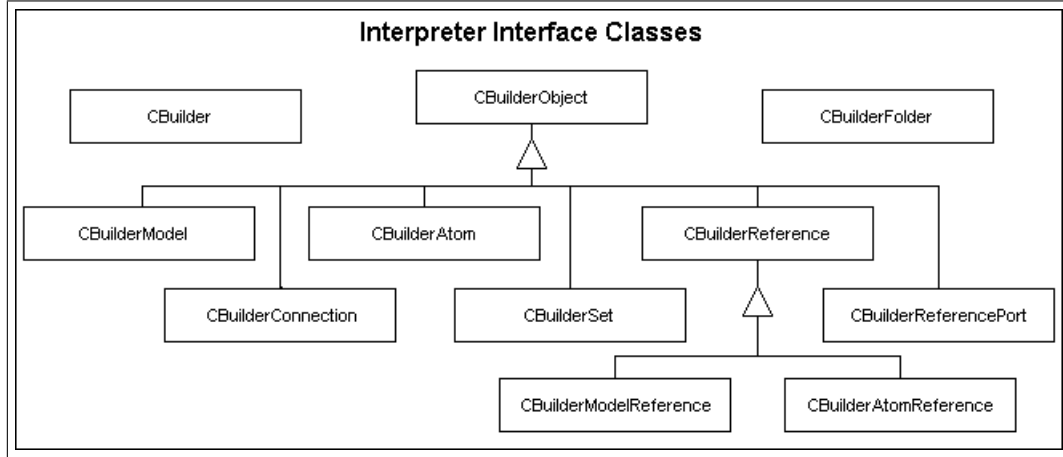 Interpreter Interface Classes
CBuilder
CBuilderObject
CBuilderFolder
CBuilderModel
CBuilderAtom
CBuilderReference
CBuilderConnection
CBuilderSet
CBuilderReferencePort
CBuilderModelReference
CBuilderAtomReference